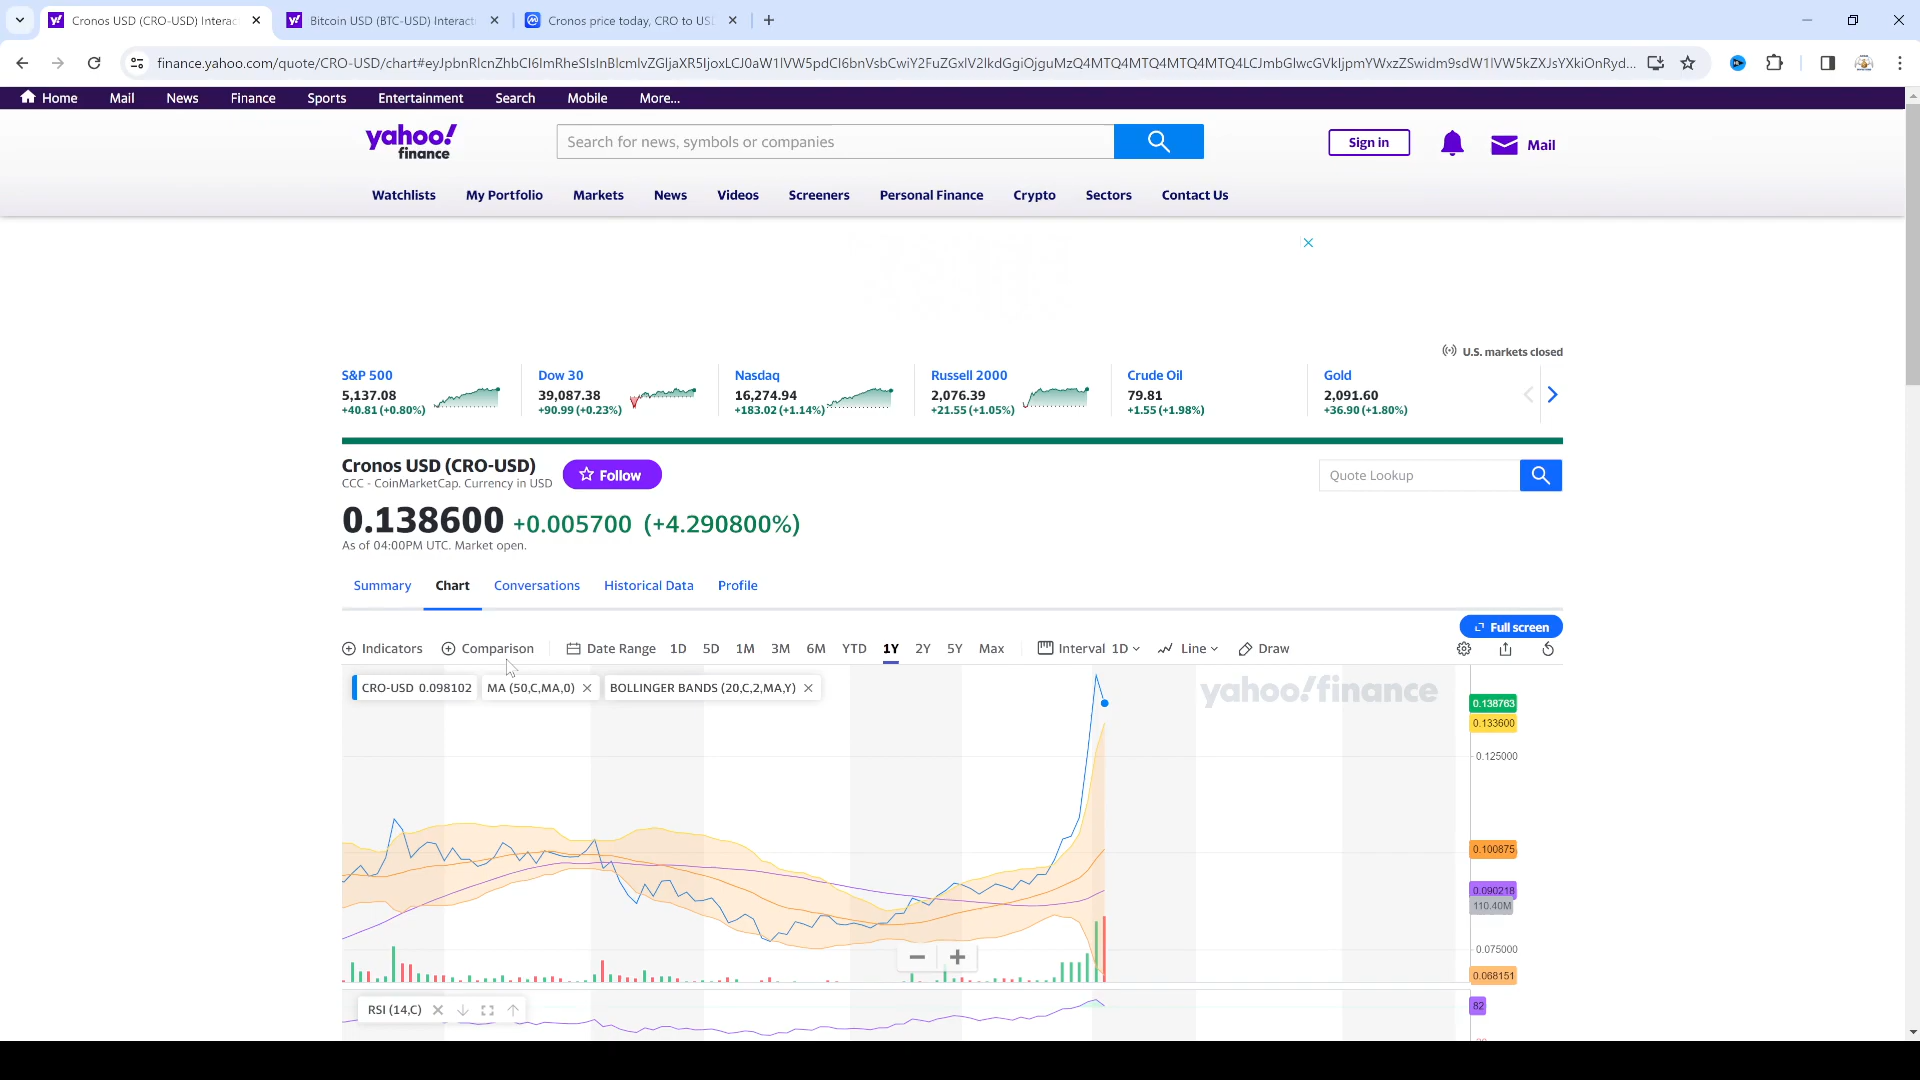 Cronos USD (CRO-USD) Interac
Bitcoin USD (BTC-USD) Interact
Cronos price today, CRO to US
Home Mail News Finance Sports Entertainment Search Mobile More...
yahoo! finance
Search for news, symbols or companies
Sign in
Mail
Watchlists My Portfolio Markets News Videos Screeners Personal Finance Crypto Sectors Contact Us
U.S. markets closed
S&P 500
5,137.08
+40.81 (+0.80%)
Dow 30
39,087.38
+90.99 (+0.23%)
Nasdaq
16,274.94
+183.02 (+1.14%)
Russell 2000
2,076.39
+21.55 (+1.05%)
Crude Oil
79.81
+1.55 (+1.98%)
Gold
2,091.60
+36.90 (+1.80%)
Cronos USD (CRO-USD)
CCC - CoinMarketCap. Currency in USD
Follow
Quote Lookup
0.138600 +0.005700 (+4.290800%)
As of 04:00PM UTC. Market open.
Summary Chart Conversations Historical Data Profile
Full screen
Indicators Comparison Date Range 1D 5D 1M 3M 6M YTD 1Y 2Y 5Y Max Interval 1D Line Draw
CRO-USD 0.098102 MA (50,C,MA,0) BOLLINGER BANDS (20,C,2,MA,Y)
yahoo!finance
0.138763
0.133600
0.125000
0.100875
0.090218
110.40M
0.075000
0.068151
RSI (14,C)
82